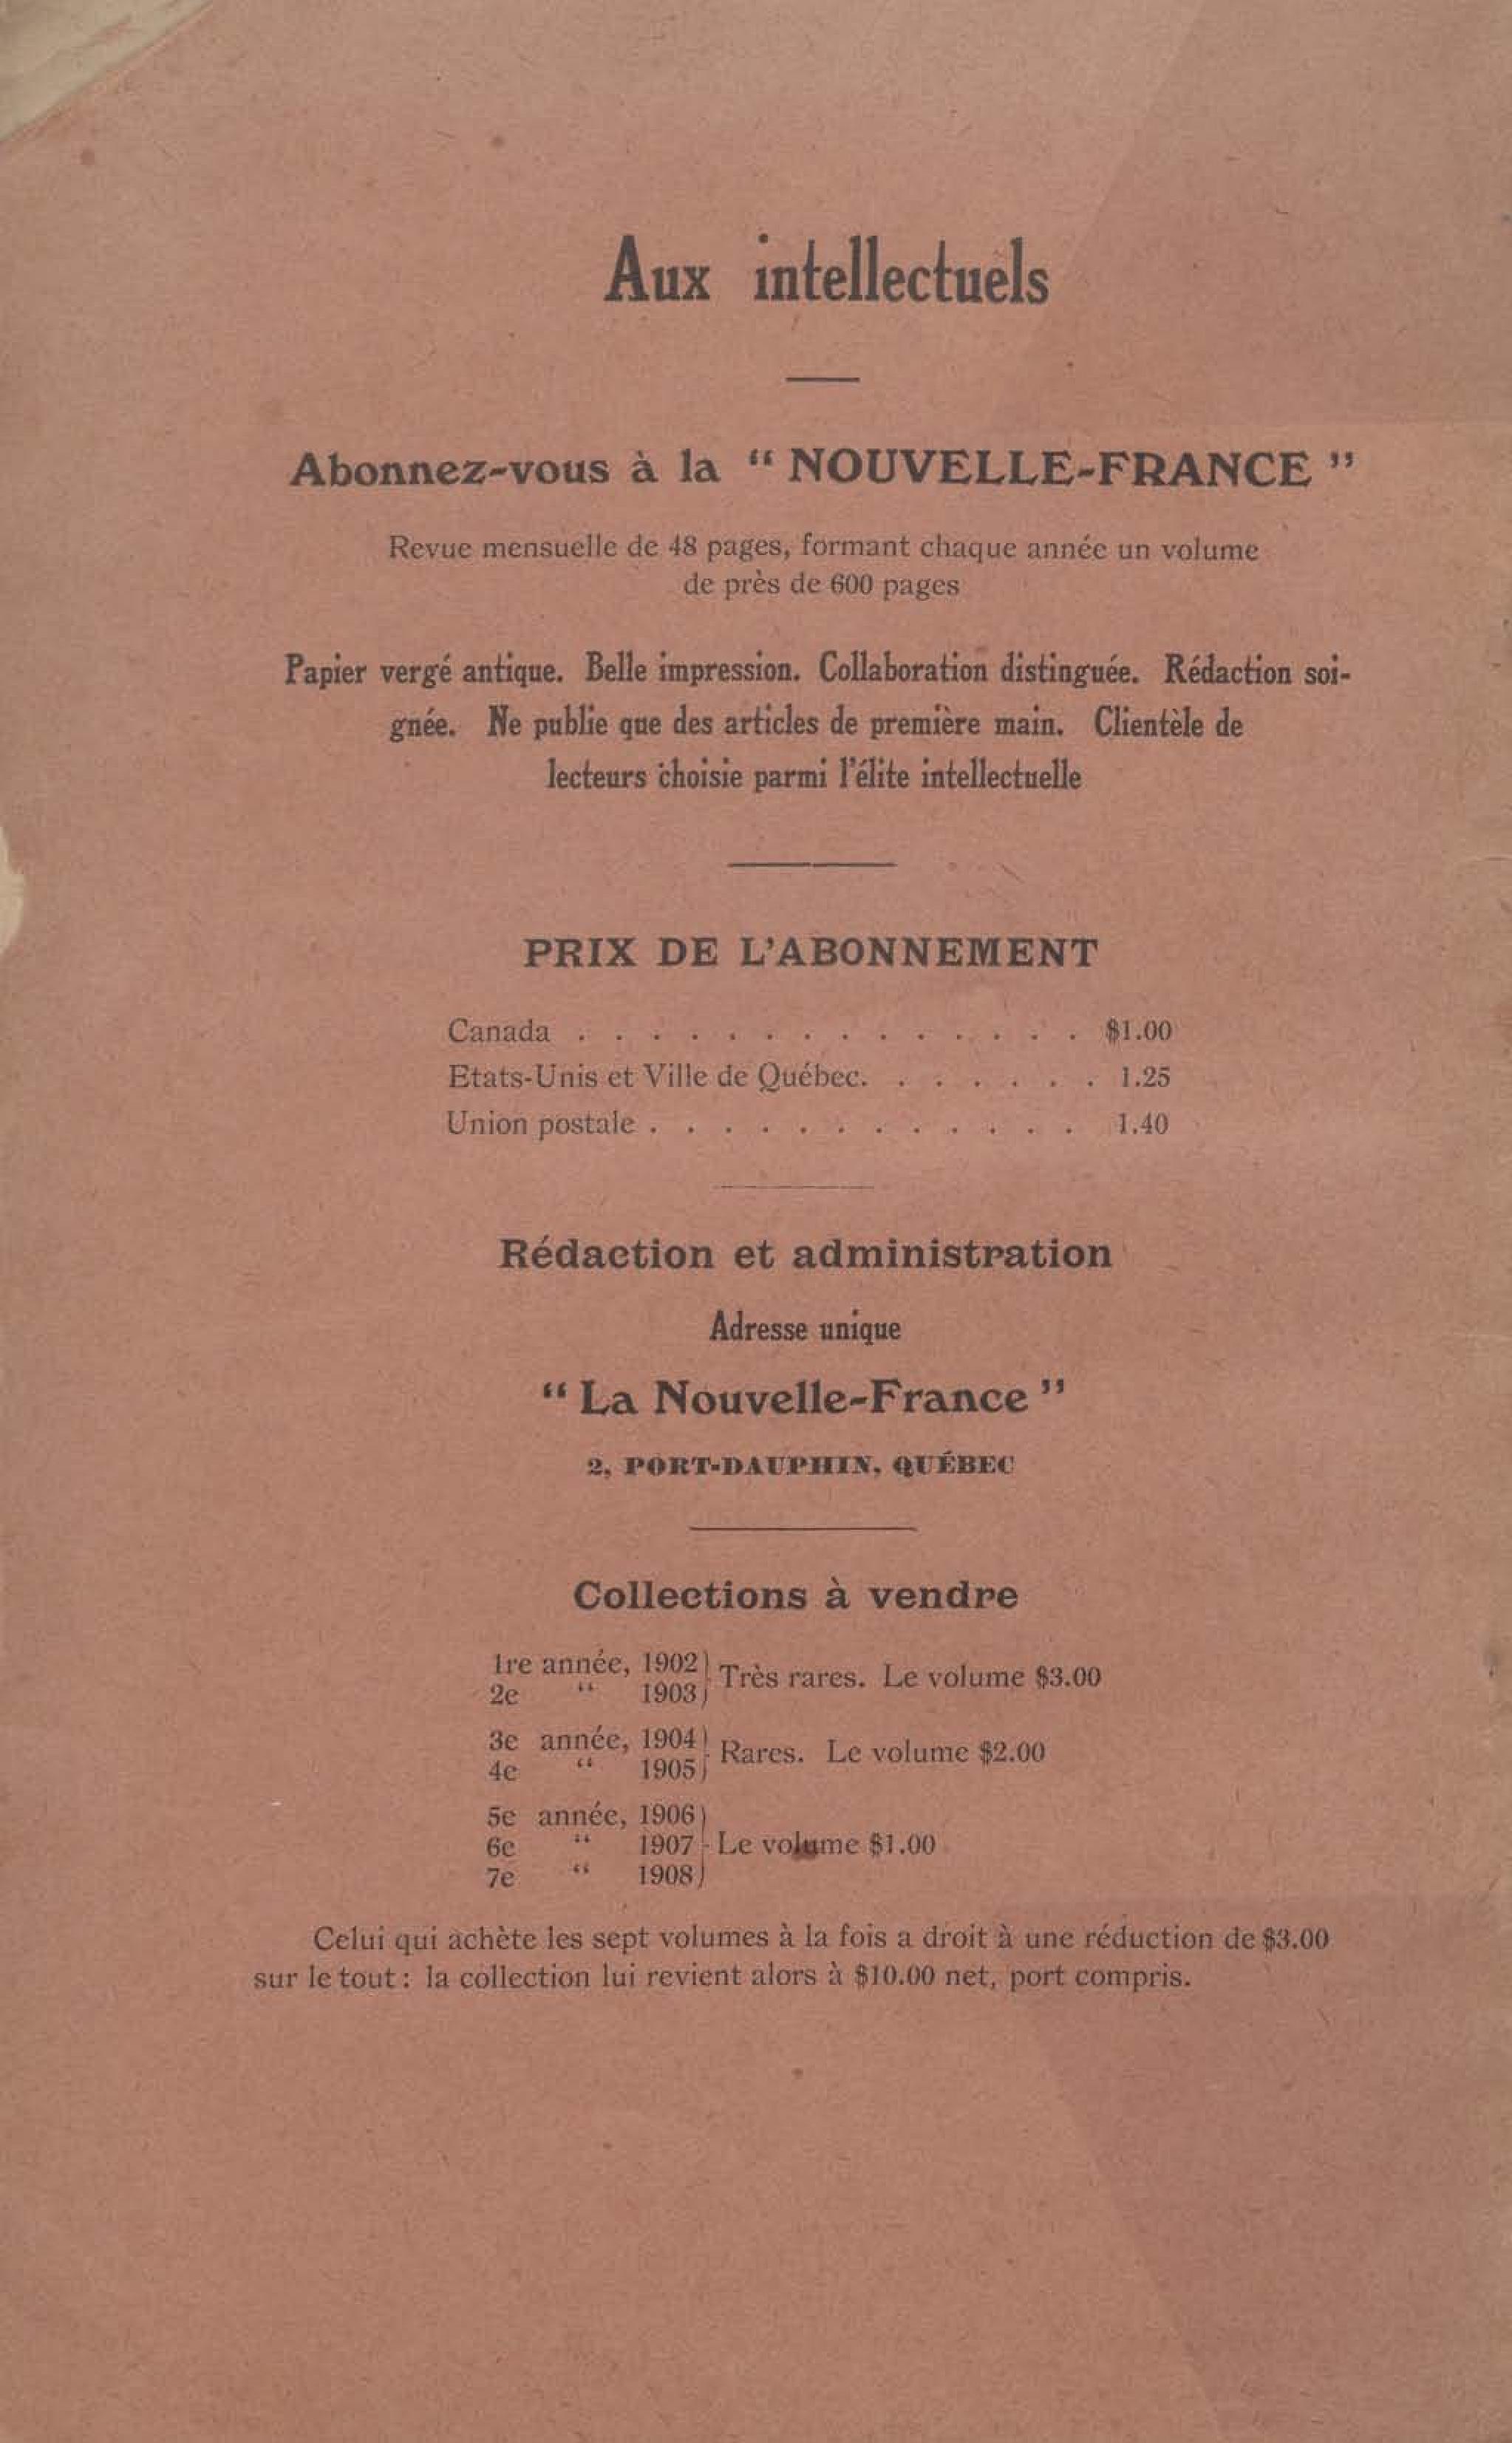 Aux intellectuels
Abonnez-vous à la “ NOUVELLE-FRANCE ”
Revue mensuelle de 48 pages, formant chaque année un volume
de près de 600 pages
Papier vergé antique. Belle impression. Collaboration distinguée. Rédaction soi-
gnée. Ne publie que des articles de première main. Clientèle de
lecteurs choisie parmi l’élite intellectuelle
PRIX DE L’ABONNEMENT
Canada . . . . . . . . . . . . . . $1.00
Etats-Unis et Ville de Québec. . . . . . . 1.25
Union postale . . . . . . . . . . . . 1.40
Rédaction et administration
Adresse unique
“ La Nouvelle-France ”
2, PORT-DAUPHIN, QUÉBEC
Collections à vendre
1re année, 1902 } Très rares. Le volume $3.00
2e “ 1903
3e année, 1904 } Rares. Le volume $2.00
4e “ 1905
5e année, 1906
6e “ 1907 } Le volume $1.00
7e “ 1908
Celui qui achète les sept volumes à la fois a droit à une réduction de $3.00
sur le tout : la collection lui revient alors à $10.00 net, port compris.